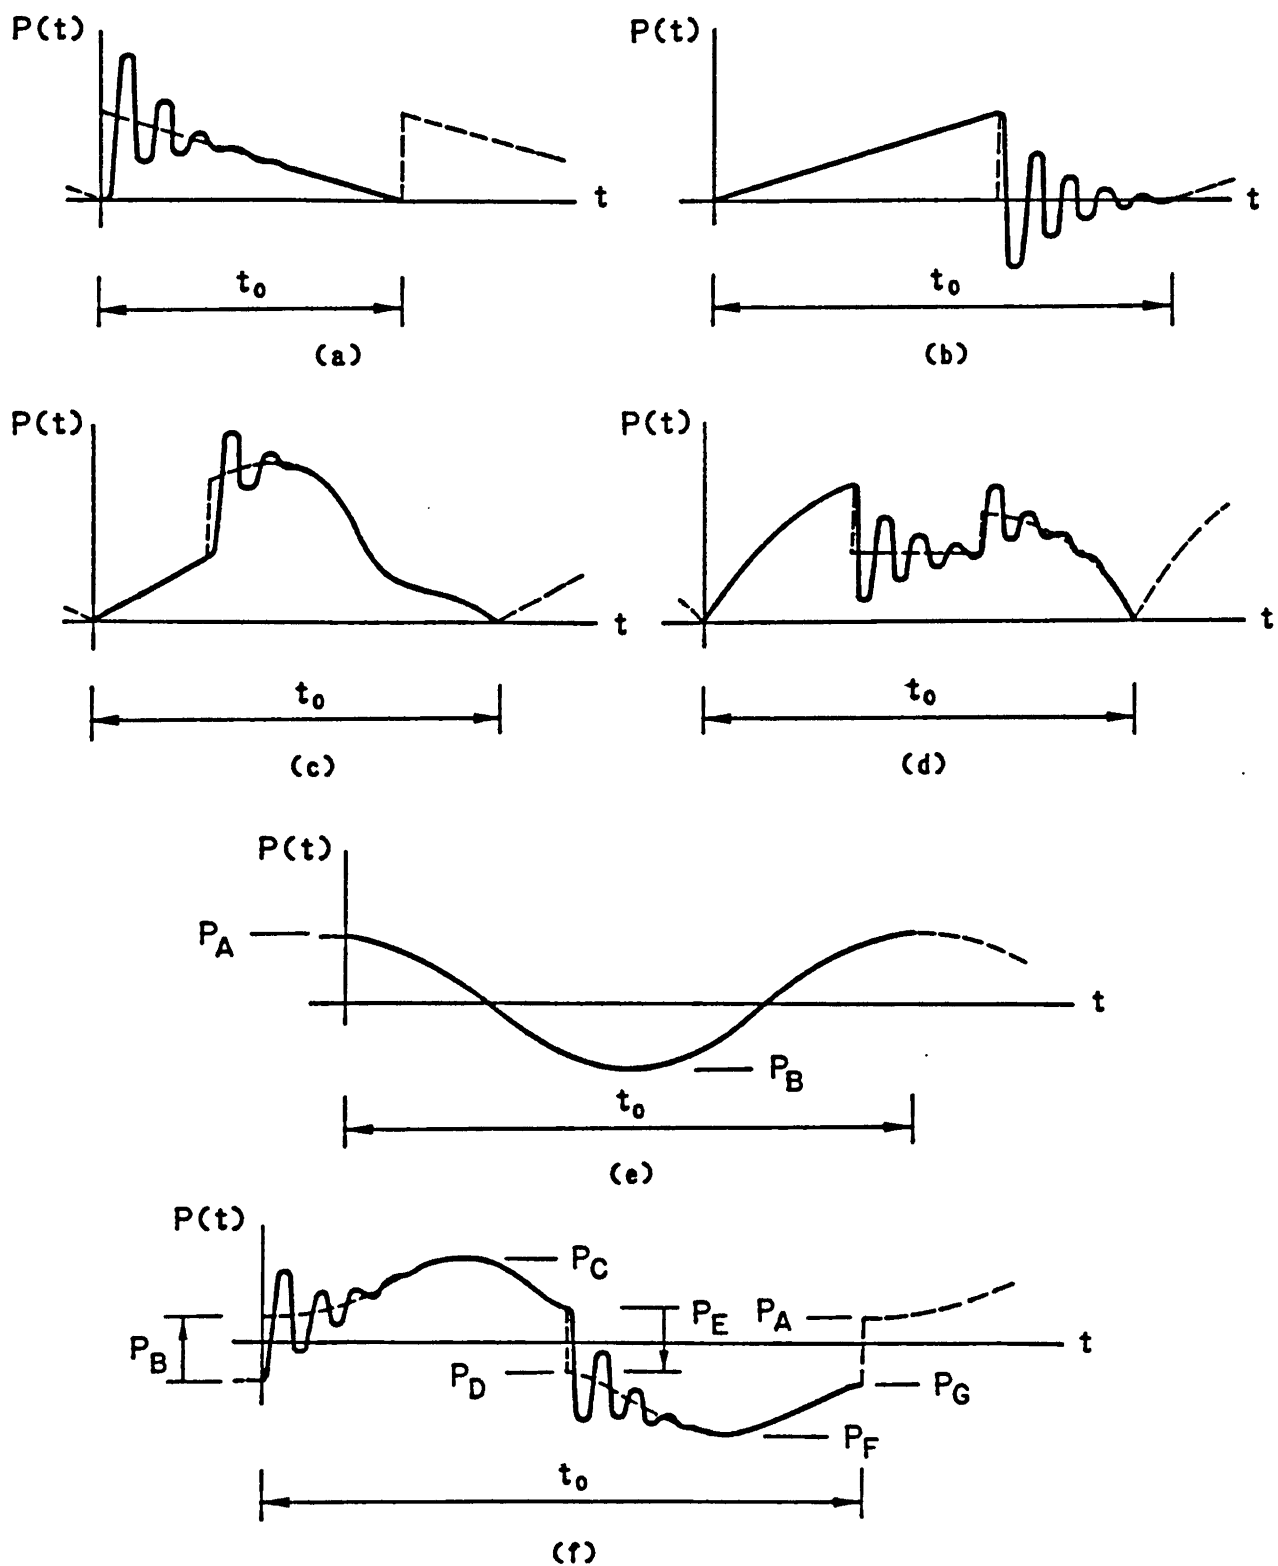 P(t)
t
t₀
(a)
P(t)
t
t₀
(b)
P(t)
t
t₀
(c)
P(t)
t
t₀
(d)
P(t)
P_A
t
P_B
t₀
(e)
P(t)
P_C
P_E
P_A
t
P_B
P_D
P_G
P_F
t₀
(f)